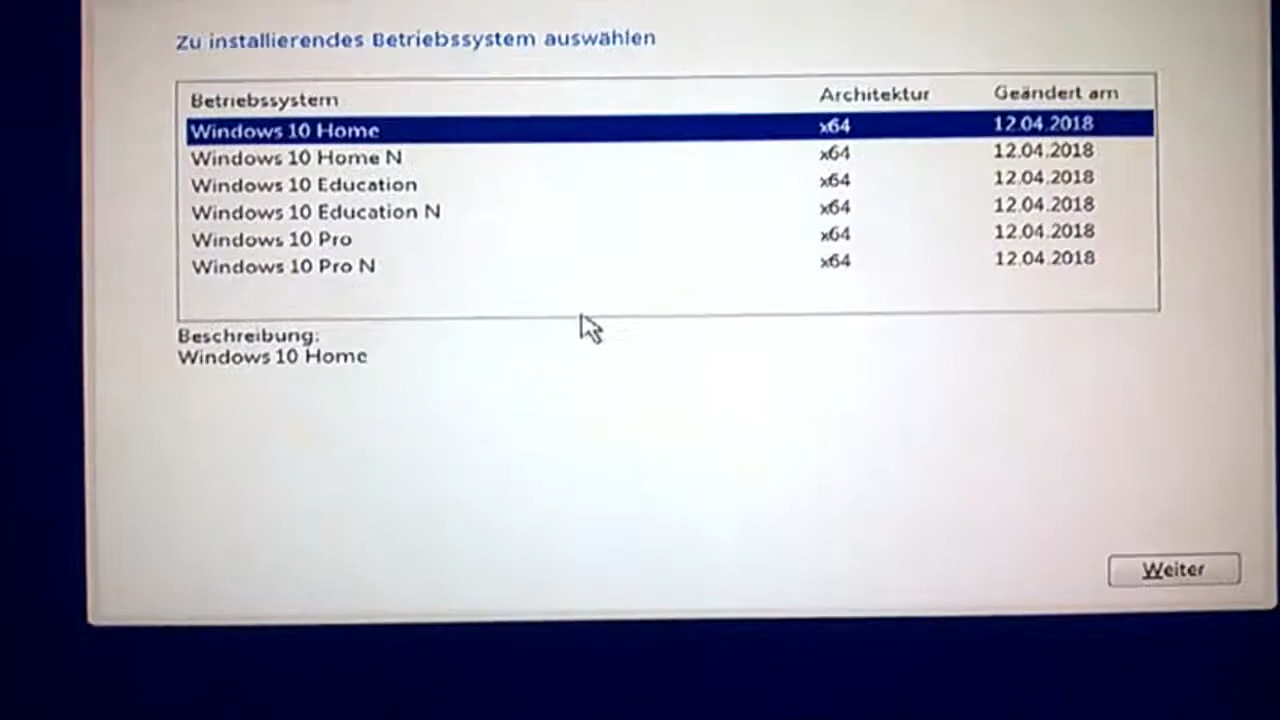 Zu installierendes Betriebssystem auswählen
Betriebssystem Architektur Geändert am
Windows 10 Home x64 12.04.2018
Windows 10 Home N x64 12.04.2018
Windows 10 Education x64 12.04.2018
Windows 10 Education N x64 12.04.2018
Windows 10 Pro x64 12.04.2018
Windows 10 Pro N x64 12.04.2018
Beschreibung:
Windows 10 Home
Weiter